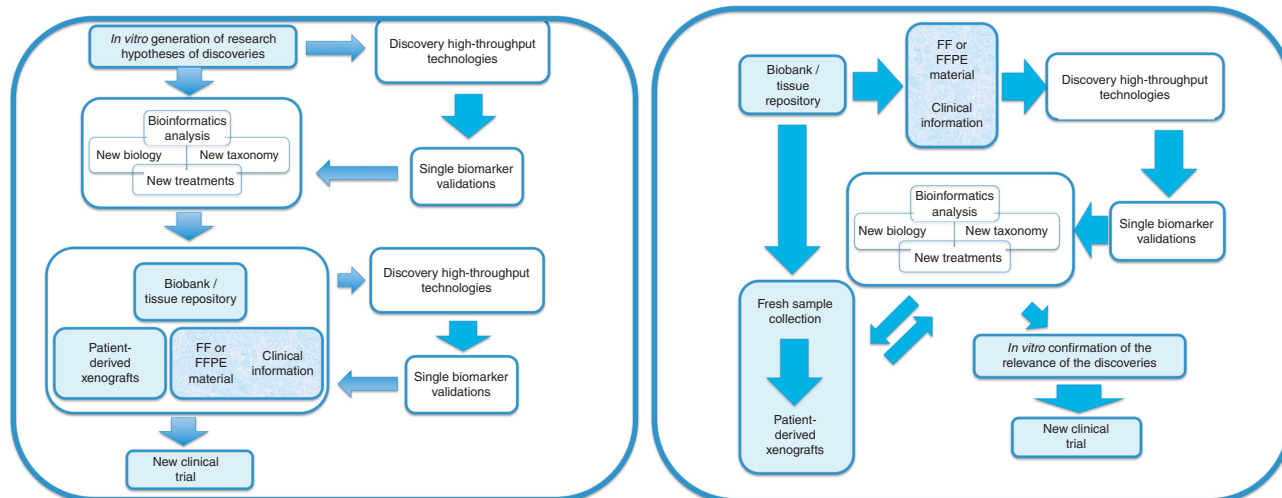 In vitro generation of research
hypotheses of discoveries
Discovery high-throughput
technologies
Bioinformatics
analysis
New biology
New taxonomy
New treatments
Single biomarker
validations
Biobank /
tissue repository
Discovery high-throughput
technologies
Patient-
derived
xenografts
FF or
FFPE
material
Clinical
information
Single biomarker
validations
New clinical
trial
Biobank /
tissue
repository
FF or
FFPE
material
Clinical
information
Discovery high-throughput
technologies
Bioinformatics
analysis
New biology
New taxonomy
New treatments
Single biomarker
validations
Fresh sample
collection
Patient-
derived
xenografts
In vitro confirmation of the
relevance of the discoveries
New clinical
trial